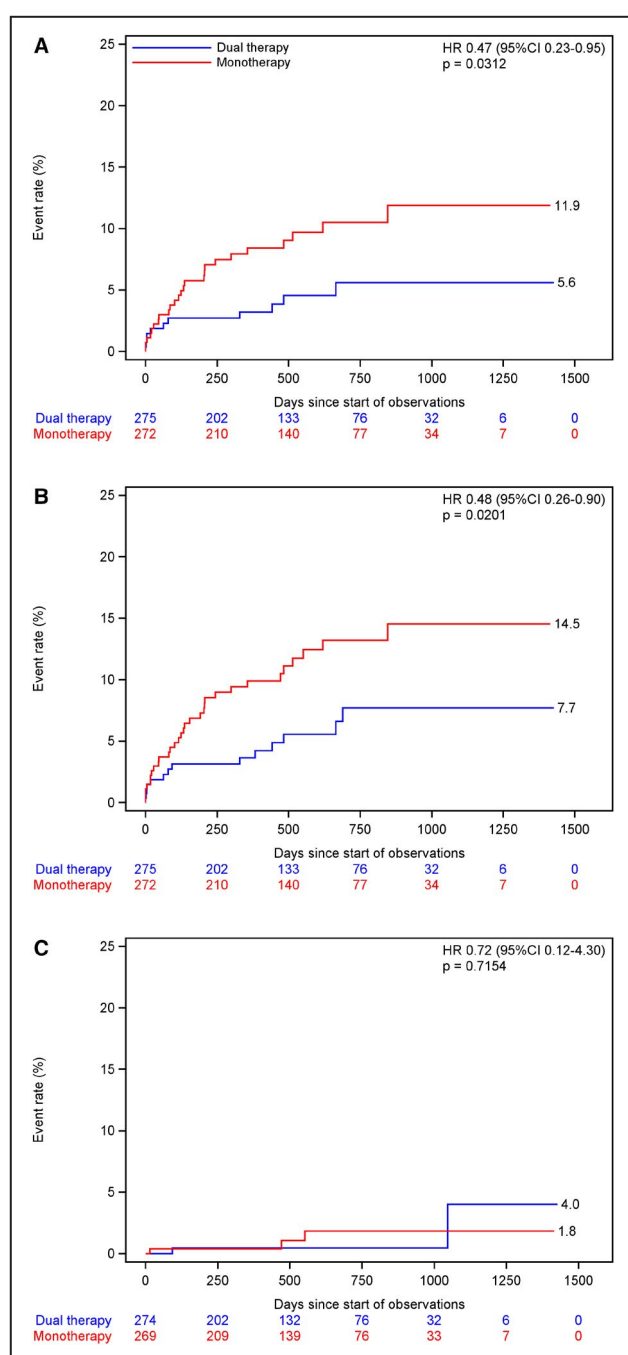 A
Dual therapy
Monotherapy
HR 0.47 (95%CI 0.23-0.95)
p = 0.0312
25
20
15
10
5
0
Event rate (%)
11.9
5.6
0 250 500 750 1000 1250 1500
Days since start of observations
Dual therapy 275 202 133 76 32 6 0
Monotherapy 272 210 140 77 34 7 0
B
HR 0.48 (95%CI 0.26-0.90)
p = 0.0201
25
20
15
10
5
0
Event rate (%)
14.5
7.7
0 250 500 750 1000 1250 1500
Days since start of observations
Dual therapy 275 202 133 76 32 6 0
Monotherapy 272 210 140 77 34 7 0
C
HR 0.72 (95%CI 0.12-4.30)
p = 0.7154
25
20
15
10
5
0
Event rate (%)
4.0
1.8
0 250 500 750 1000 1250 1500
Days since start of observations
Dual therapy 274 202 132 76 32 6 0
Monotherapy 269 209 139 76 33 7 0